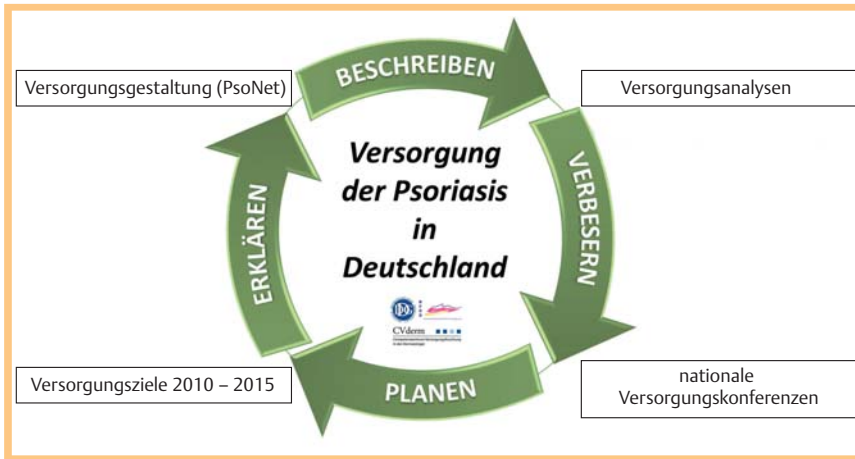 BESCHREIBEN
Versorgungsgestaltung (PsoNet)
Versorgungsanalysen
Versorgung
der Psoriasis
in
Deutschland
ERKLÄREN
VERBESERN
CVderm
Versorgungsziele 2010 – 2015
PLANEN
nationale
Versorgungskonferenzen